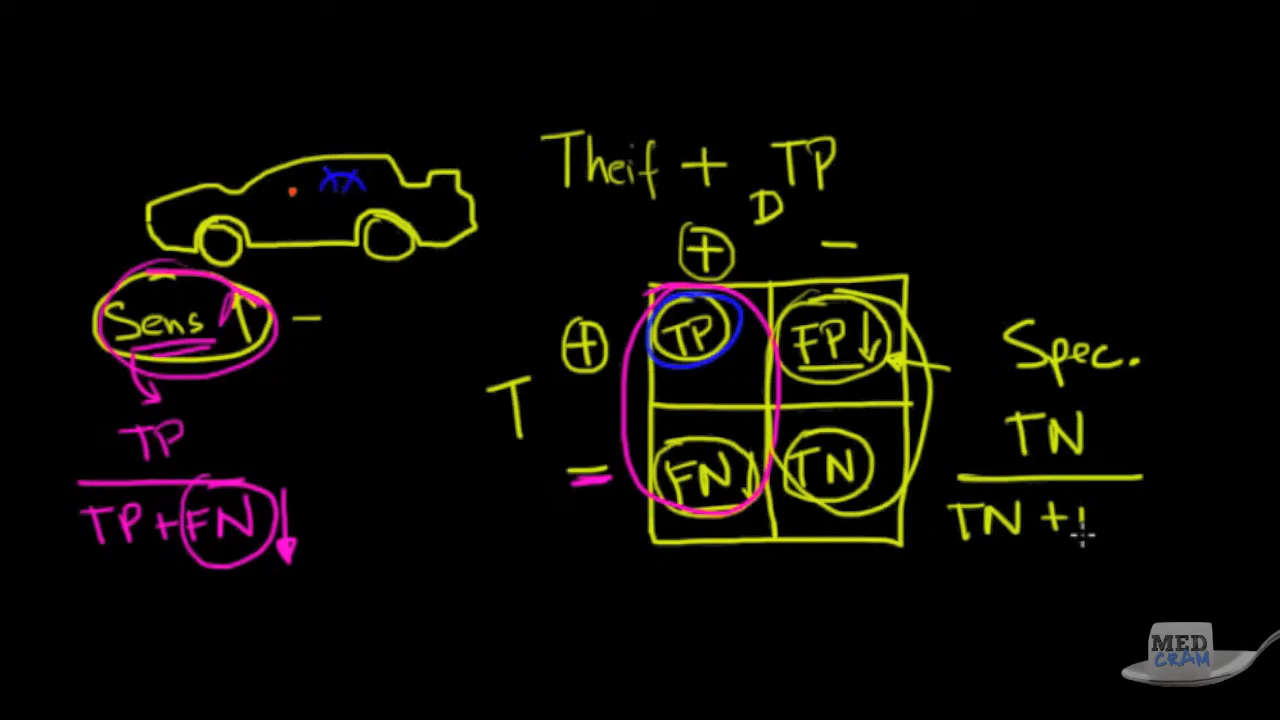 Theif + TP
D
+ -
Sens ↑ -
TP
TP + FN ↓
T
+
-
TP FP ↓
FN ↓ TN
Spec.
TN
TN +
MED
CRAM